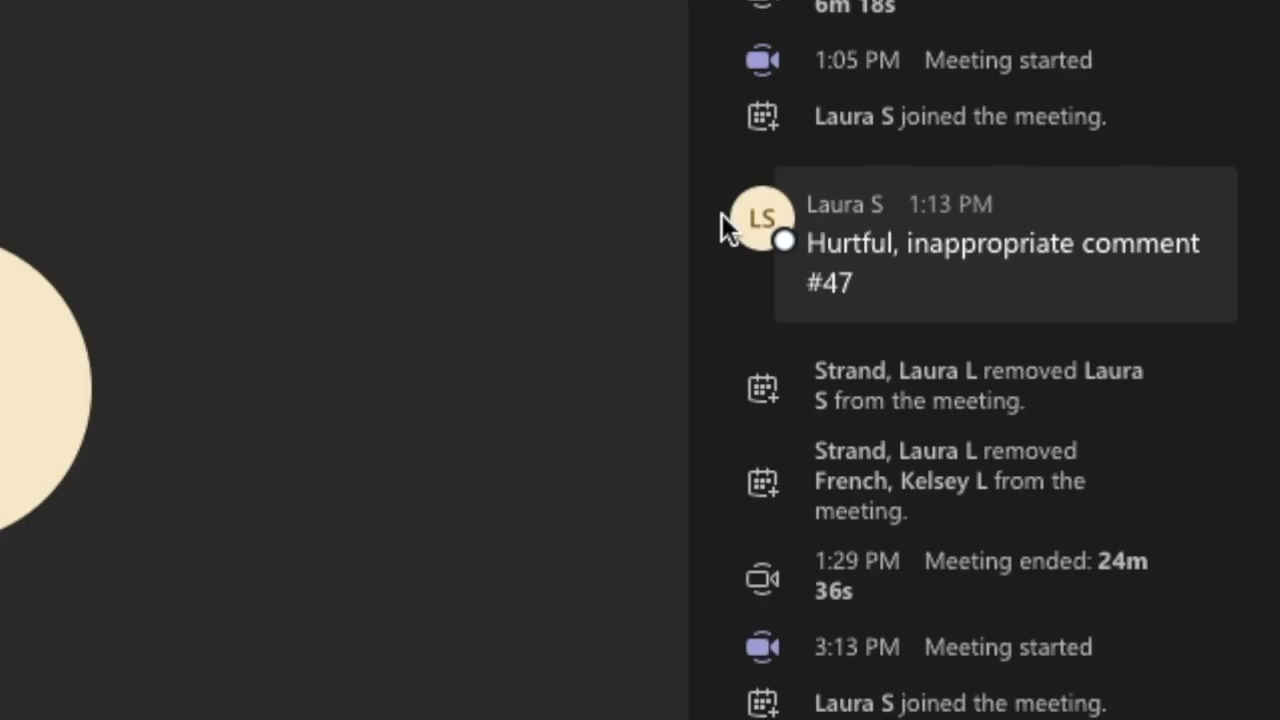 6m 18s
1:05 PM Meeting started
Laura S joined the meeting.
LS
Laura S 1:13 PM
Hurtful, inappropriate comment
#47
Strand, Laura L removed Laura
S from the meeting.
Strand, Laura L removed
French, Kelsey L from the
meeting.
1:29 PM Meeting ended: 24m
36s
3:13 PM Meeting started
Laura S joined the meeting.